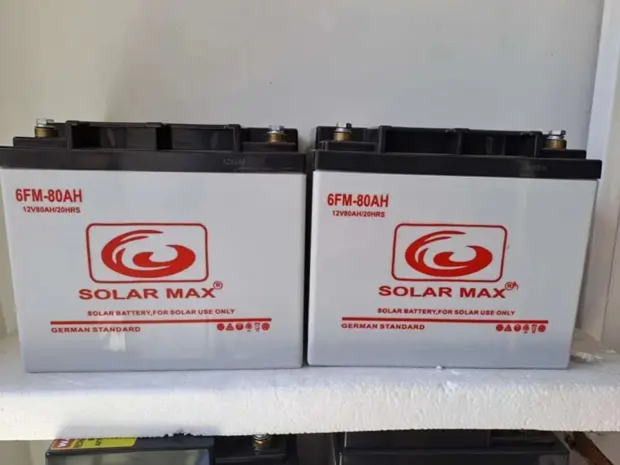 6FM-80AH
12V80AH/20HRS
SOLAR MAX®
SOLAR BATTERY,FOR SOLAR USE ONLY
GERMAN STANDARD
6FM-80AH
12V80AH/20HRS
SOLAR MAX®
SOLAR BATTERY,FOR SOLAR USE ONLY
GERMAN STANDARD